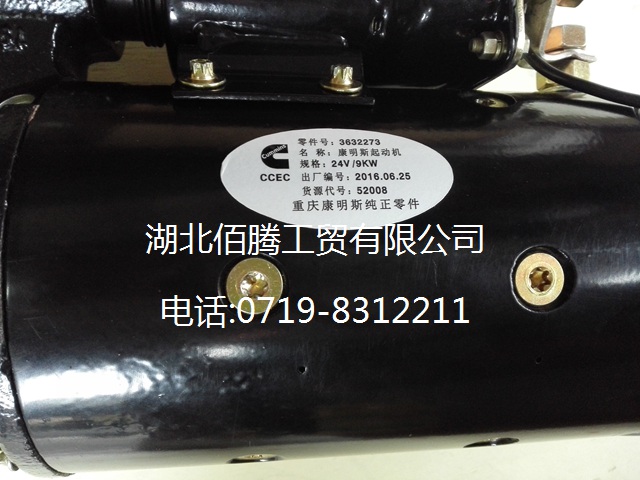 零件号: 3632273
Cummins
名 称: 康明斯起动机
规格: 24V/9KW
CCEC 出厂编号: 2016.06.25
货源代号: 52008
重庆康明斯纯正零件
湖北佰腾工贸有限公司
电话:0719-8312211